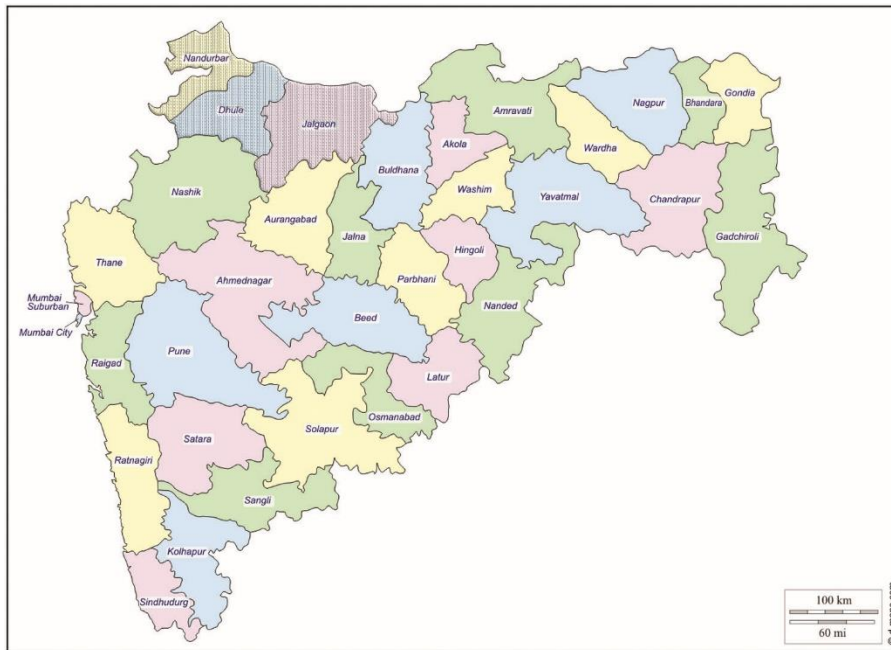 Nandurbar
Dhule
Jalgaon
Amravati
Nagpur
Bhandara
Gondia
Akola
Wardha
Buldhana
Washim
Yavatmal
Chandrapur
Nashik
Aurangabad
Jalna
Hingoli
Gadchiroli
Thane
Ahmednagar
Parbhani
Mumbai
Suburban
Beed
Nanded
Mumbai City
Raigad
Pune
Latur
Osmanabad
Solapur
Satara
Ratnagiri
Sangli
Kolhapur
Sindhudurg
100 km
60 mi